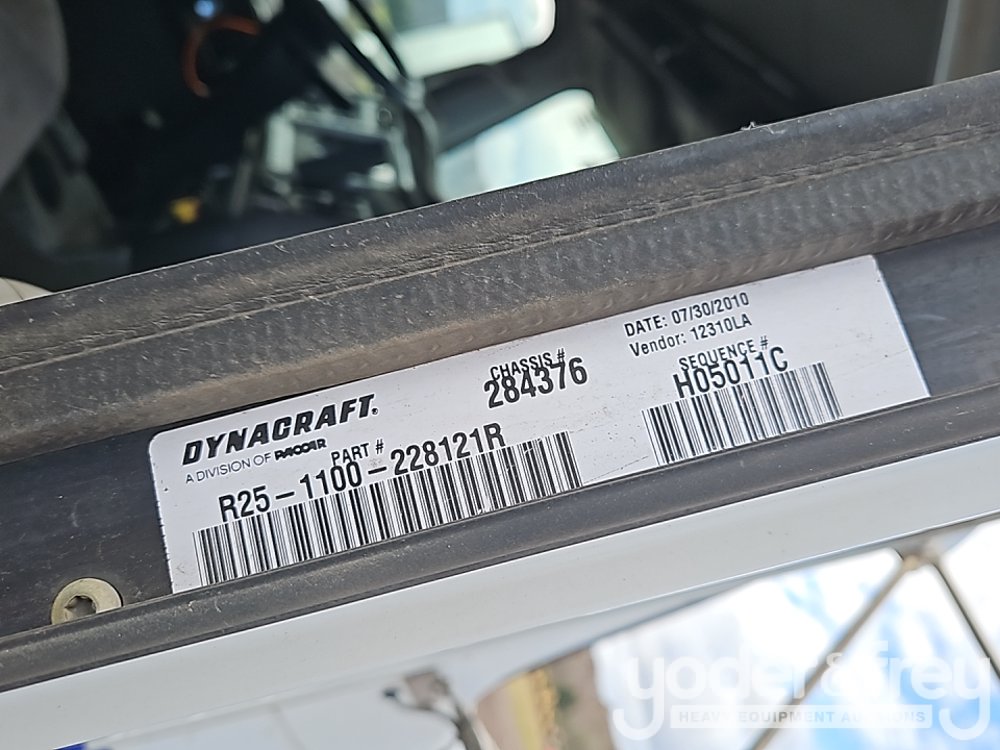 DYNACRAFT.
A DIVISION OF PACCAR
PART #
R25-1100-228121R
CHASSIS #
284376
DATE: 07/30/2010
Vendor: 12310LA
SEQUENCE #
H05011C
yoder&frey
HEAVY EQUIPMENT AUCTIONS